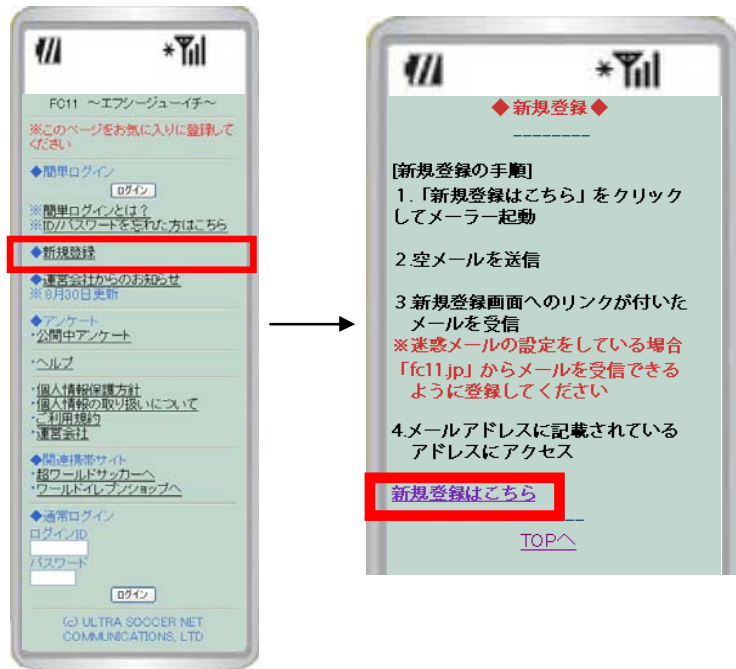 FC11 ～エフシージューイチ～
※このページをお気に入りに登録して
ください
◆簡単ログイン
ログイン
※簡単ログインとは？
※ID/パスワードを忘れた方はこちら
◆新規登録
◆運営会社からのお知らせ
※8月30日更新
◆アンケート
・公開中アンケート
・ヘルプ
・個人情報保護方針
・個人情報の取り扱いについて
・ご利用規約
・運営会社
◆関連携帯サイト
・超ワールドサッカーへ
・ワールドイレブンショップへ
◆通常ログイン
ログインID
パスワード
ログイン
(c) ULTRA SOCCER NET
COMMUNICATIONS, LTD
◆新規登録◆
--------
[新規登録の手順]
1.「新規登録はこちら」をクリック
してメーラー起動
2.空メールを送信
3.新規登録画面へのリンクが付いた
メールを受信
※迷惑メールの設定をしている場合
「fc11.jp」からメールを受信できる
ように登録してください
4.メールアドレスに記載されている
アドレスにアクセス
新規登録はこちら
TOPへ